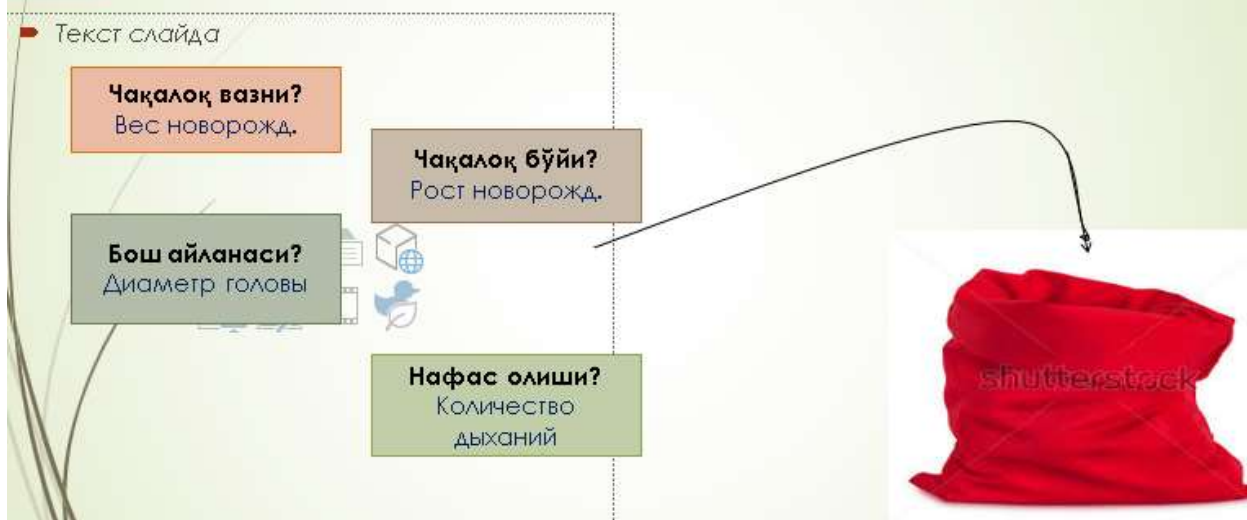 Текст слайда
Чақалоқ вазни?
Вес новорожд.
Чақалоқ бўйи?
Рост новорожд.
Бош айланаси?
Диаметр головы
Нафас олиши?
Количество
дыханий
shutterstock